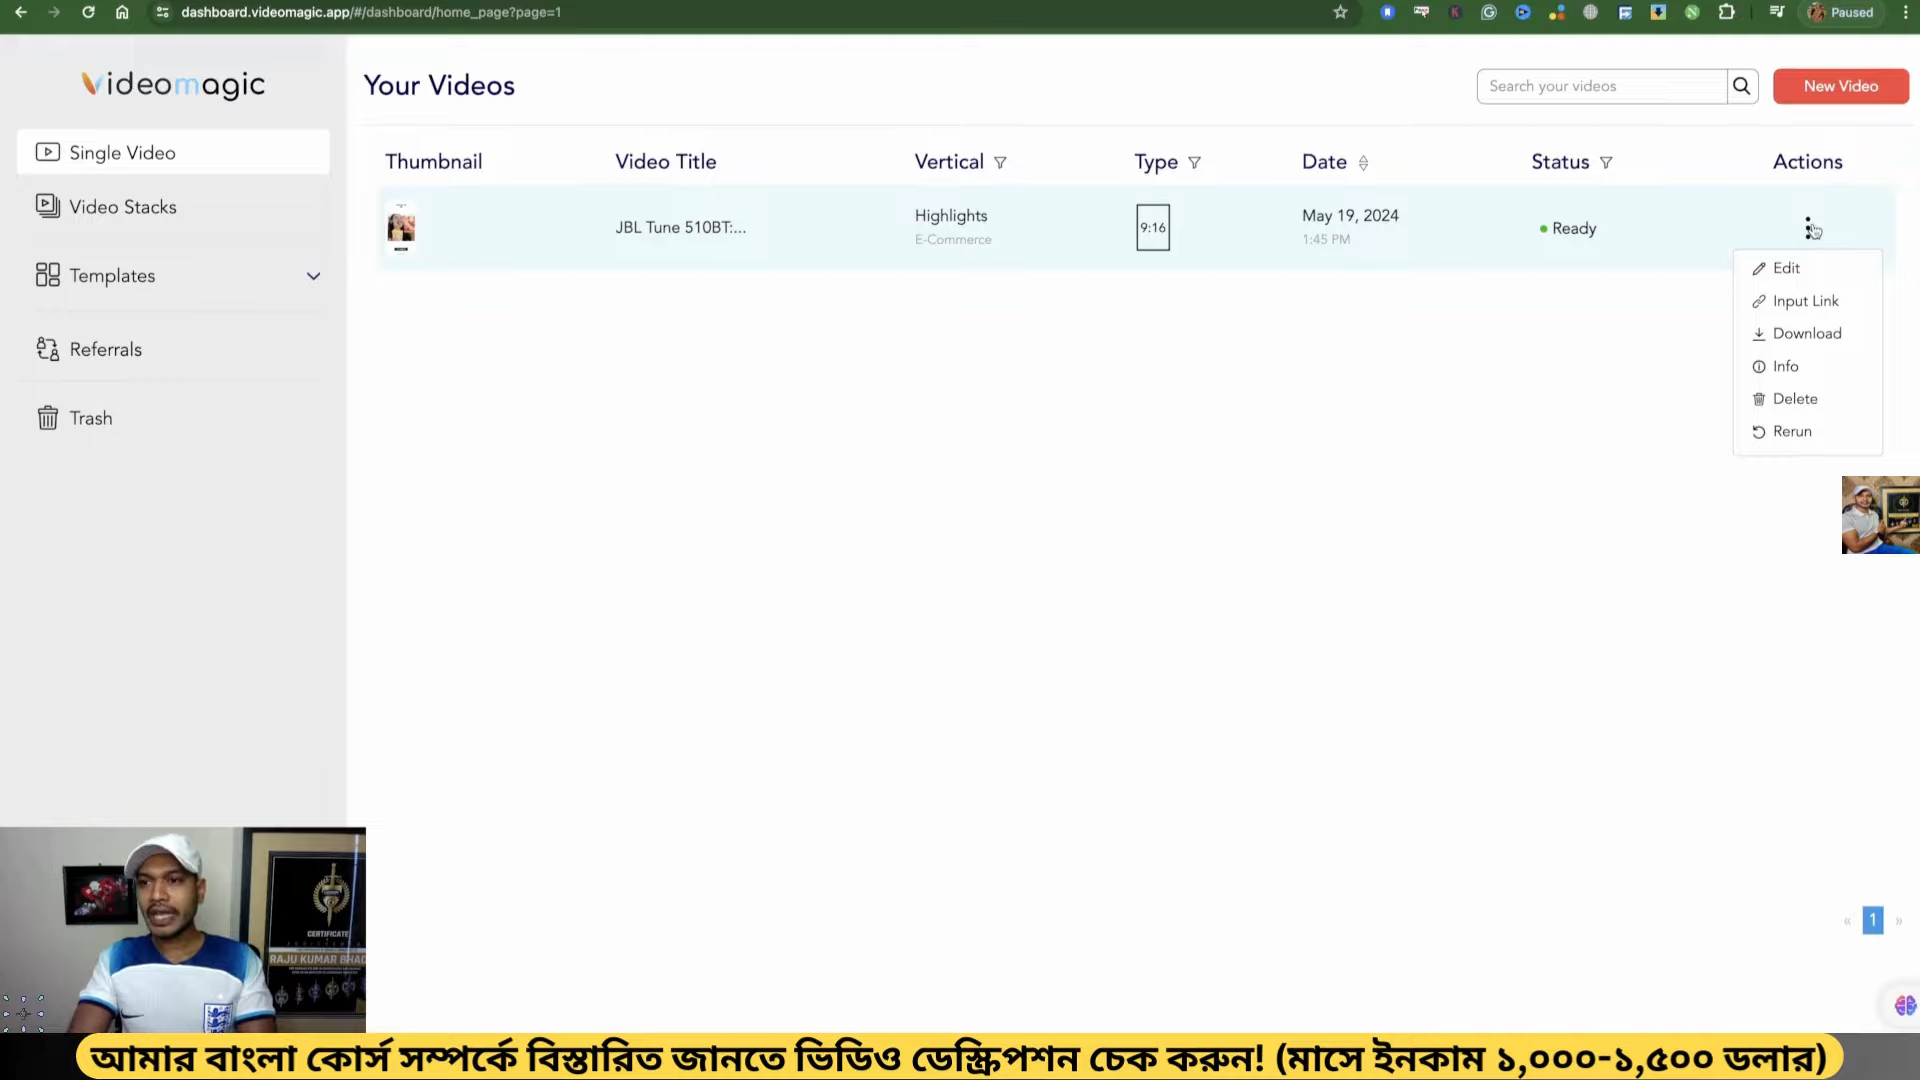 dashboard.videomagic.app/#/dashboard/home_page?page=1
Paused
videomagic
Your Videos
Search your videos
New Video
Single Video
Video Stacks
Templates
Referrals
Trash
Thumbnail
Video Title
Vertical
Type
Date
Status
Actions
JBL Tune 510BT:...
Highlights
E-Commerce
9:16
May 19, 2024
1:45 PM
Ready
Edit
Input Link
Download
Info
Delete
Rerun
« 1 »
CERTIFICATE
RAJU KUMAR BHAG
আমার বাংলা কোর্স সম্পর্কে বিস্তারিত জানতে ভিডিও ডেস্ক্রিপশন চেক করুন! (মাসে ইনকাম ১,০০০-১,৫০০ ডলার)